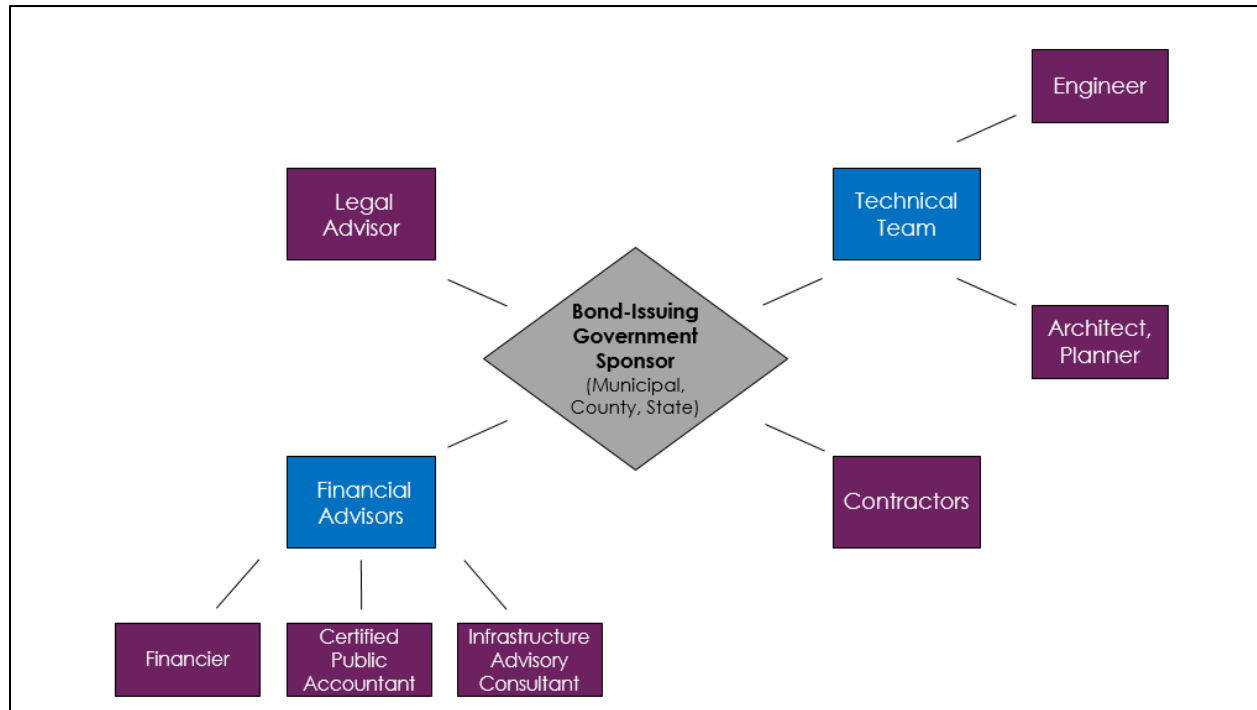 Engineer
Legal
Advisor
Technical
Team
Bond-Issuing
Government
Sponsor
(Municipal,
County, State)
Architect,
Planner
Financial
Advisors
Contractors
Financier
Certified
Public
Accountant
Infrastructure
Advisory
Consultant